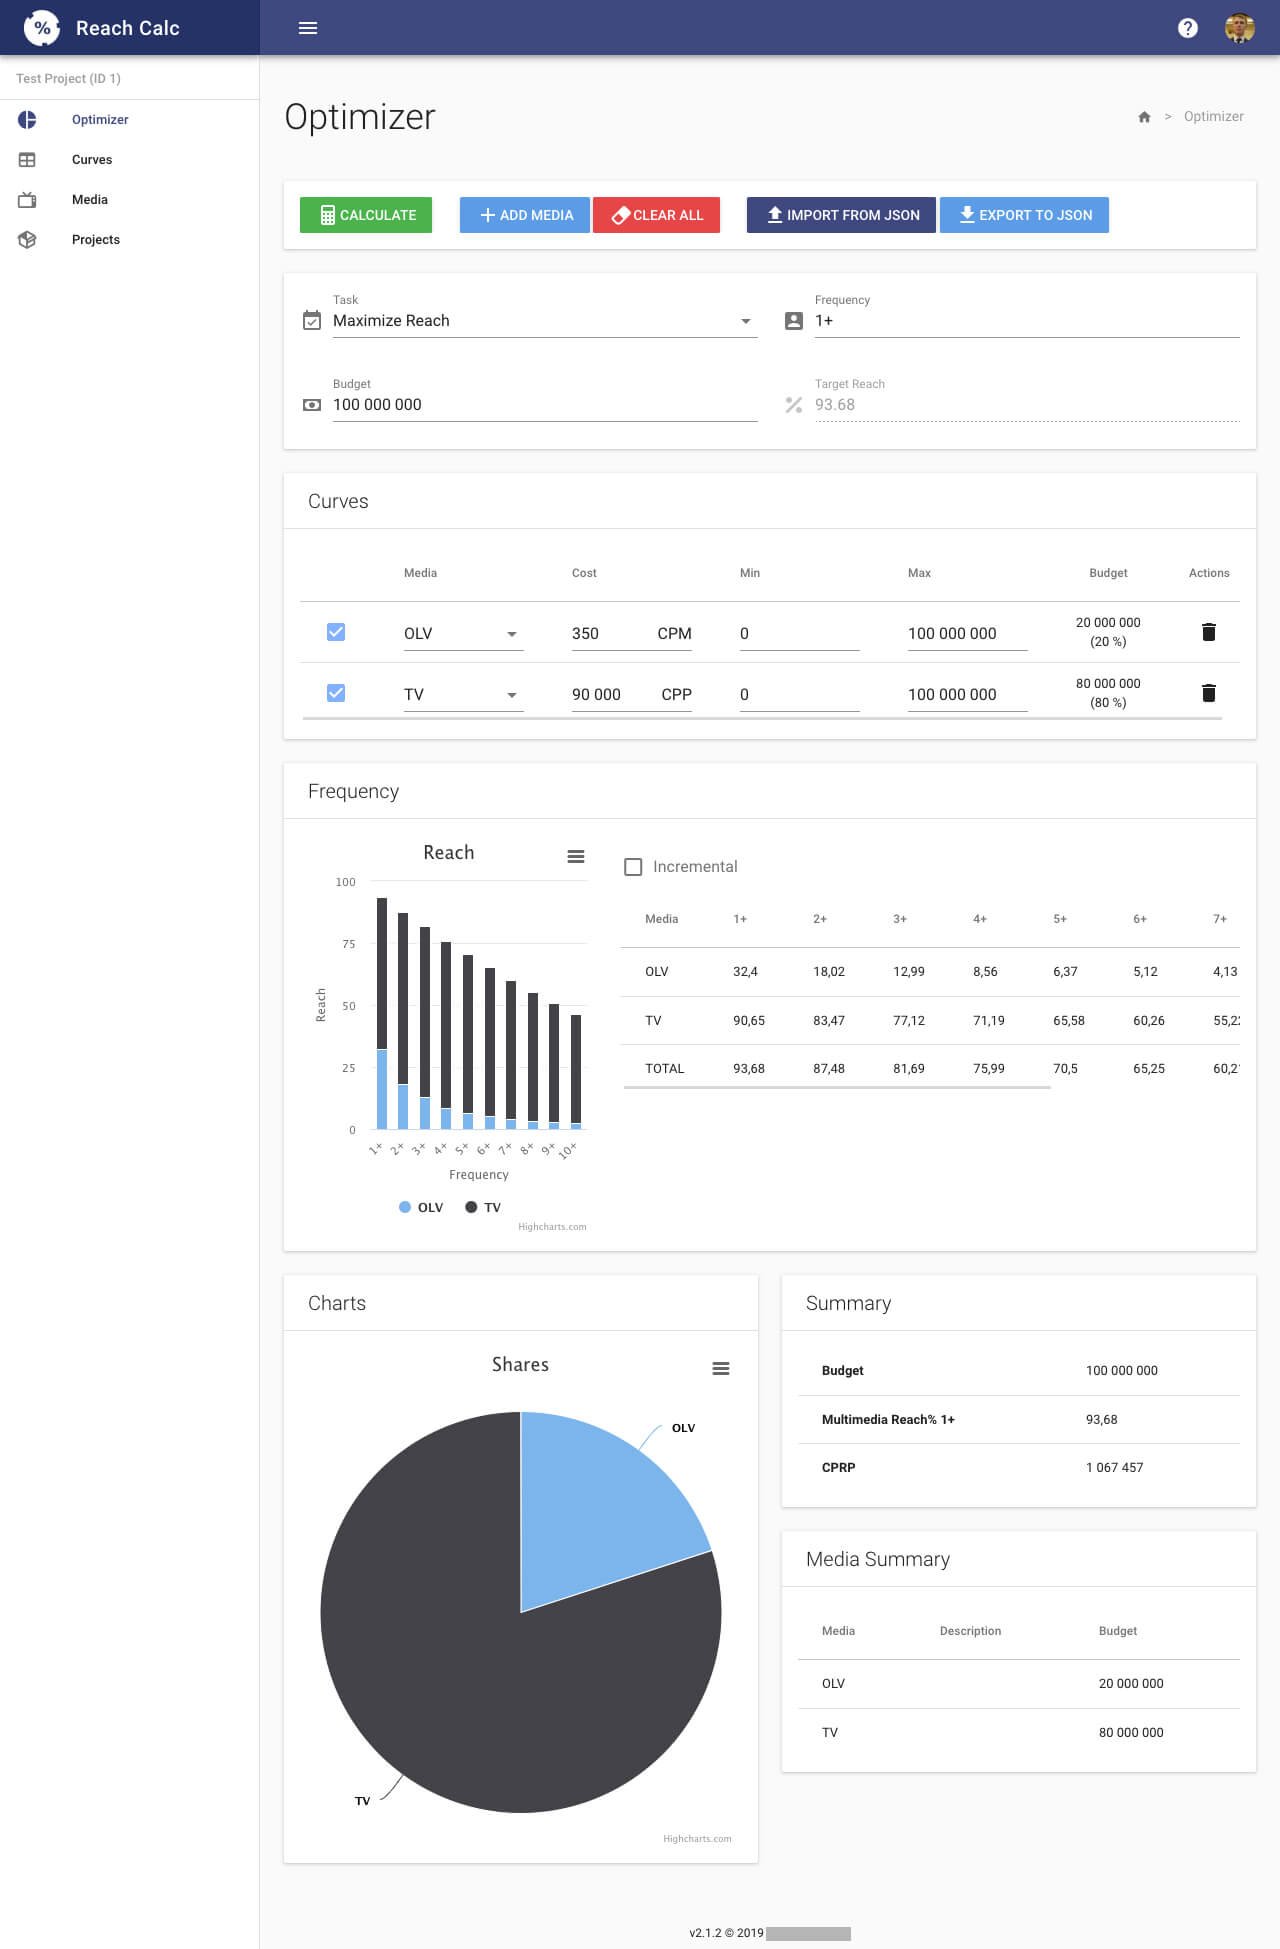 % Reach Calc
Test Project (ID 1)
Optimizer
Curves
Media
Projects
Optimizer
> Optimizer
CALCULATE ADD MEDIA CLEAR ALL IMPORT FROM JSON EXPORT TO JSON
Task Frequency
Maximize Reach 1+
Budget Target Reach
100 000 000 93.68
Curves
Media Cost Min Max Budget Actions
OLV 350 CPM 0 100 000 000 20 000 000
(20 %)
TV 90 000 CPP 0 100 000 000 80 000 000
(80 %)
Frequency
Reach
100
75
50
25
0
Reach
1+ 2+ 3+ 4+ 5+ 6+ 7+ 8+ 9+ 10+
Frequency
OLV TV
Highcharts.com
Incremental
Media 1+ 2+ 3+ 4+ 5+ 6+ 7+
OLV 32,4 18,02 12,99 8,56 6,37 5,12 4,13
TV 90,65 83,47 77,12 71,19 65,58 60,26 55,2
TOTAL 93,68 87,48 81,69 75,99 70,5 65,25 60,2
Charts
Shares
OLV
TV
Highcharts.com
Summary
Budget 100 000 000
Multimedia Reach% 1+ 93,68
CPRP 1 067 457
Media Summary
Media Description Budget
OLV 20 000 000
TV 80 000 000
v2.1.2 © 2019